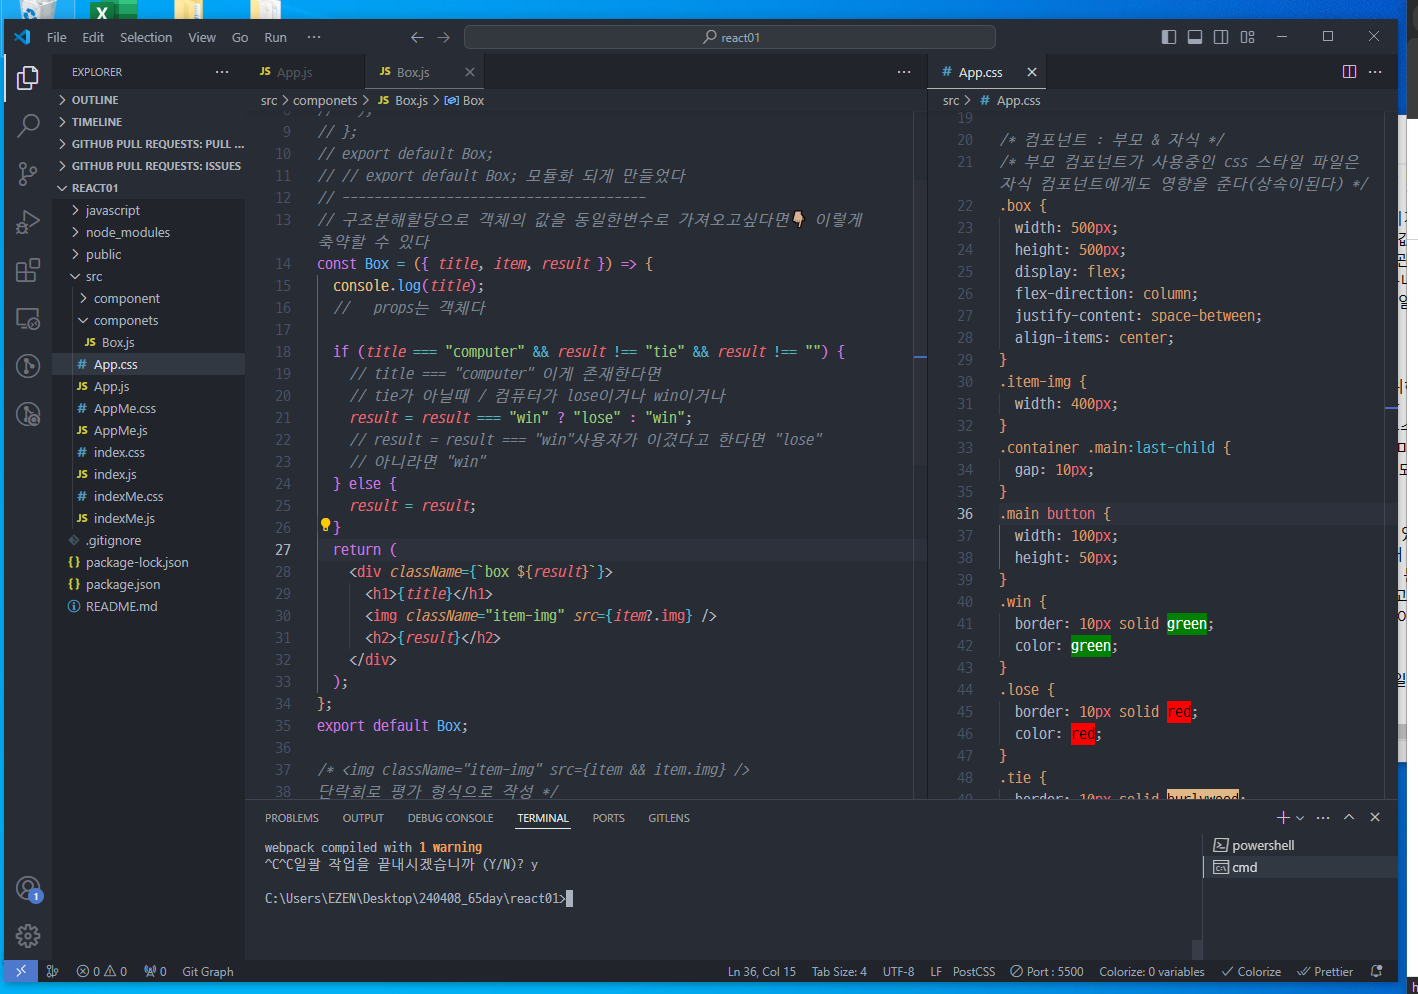 File Edit Selection View Go Run ···
react01
EXPLORER
OUTLINE
TIMELINE
GITHUB PULL REQUESTS: PULL ...
GITHUB PULL REQUESTS: ISSUES
REACT01
javascript
node_modules
public
src
component
componets
JS Box.js
# App.css
JS App.js
# AppMe.css
JS AppMe.js
# index.css
JS index.js
# indexMe.css
JS indexMe.js
.gitignore
{} package-lock.json
{} package.json
README.md
JS App.js
JS Box.js
src > componets > JS Box.js > Box
9 // };
10 // export default Box;
11 // // export default Box; 모듈화 되게 만들었다
12 // --------------------------------------
13 // 구조분해할당으로 객체의 값을 동일한변수로 가져오고싶다면👇 이렇게
축약할 수 있다
14 const Box = ({ title, item, result }) => {
15 console.log(title);
16 // props는 객체다
17
18 if (title === "computer" && result !== "tie" && result !== "") {
19 // title === "computer" 이게 존재한다면
20 // tie가 아닐때 / 컴퓨터가 lose이거나 win이거나
21 result = result === "win" ? "lose" : "win";
22 // result = result === "win"사용자가 이겼다고 한다면 "lose"
23 // 아니라면 "win"
24 } else {
25 result = result;
26 }
27 return (
28 <div className={`box ${result}`}>
29 <h1>{title}</h1>
30 <img className="item-img" src={item?.img} />
31 <h2>{result}</h2>
32 </div>
33 );
34 };
35 export default Box;
36
37 /* <img className="item-img" src={item && item.img} />
38 단락회로 평가 형식으로 작성 */
# App.css
src > # App.css
19
20 /* 컴포넌트 : 부모 & 자식 */
21 /* 부모 컴포넌트가 사용중인 css 스타일 파일은
자식 컴포넌트에게도 영향을 준다(상속이된다) */
22 .box {
23 width: 500px;
24 height: 500px;
25 display: flex;
26 flex-direction: column;
27 justify-content: space-between;
28 align-items: center;
29 }
30 .item-img {
31 width: 400px;
32 }
33 .container .main:last-child {
34 gap: 10px;
35 }
36 .main button {
37 width: 100px;
38 height: 50px;
39 }
40 .win {
41 border: 10px solid green;
42 color: green;
43 }
44 .lose {
45 border: 10px solid red;
46 color: red;
47 }
48 .tie {
49 border: 10px solid burlywood;
PROBLEMS OUTPUT DEBUG CONSOLE TERMINAL PORTS GITLENS
webpack compiled with 1 warning
^C^C일괄 작업을 끝내시겠습니까 (Y/N)? y
C:\Users\EZEN\Desktop\240408_65day\react01>
powershell
cmd
1
0 0 0 Git Graph
Ln 36, Col 15 Tab Size: 4 UTF-8 LF PostCSS Port : 5500 Colorize: 0 variables Colorize Prettier